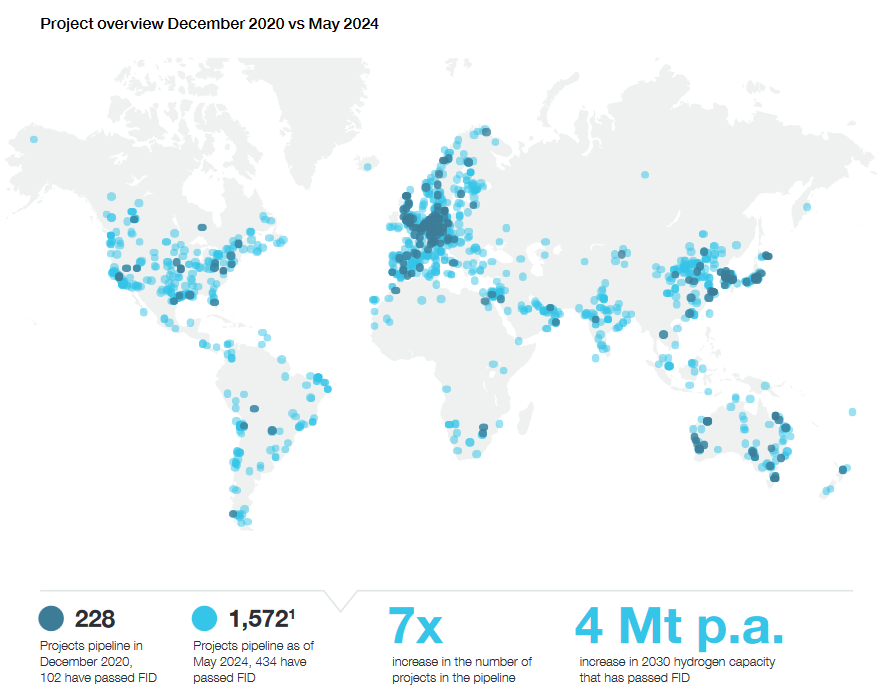 Project overview December 2020 vs May 2024
228
Projects pipeline in
December 2020,
102 have passed FID
1,572¹
Projects pipeline as of
May 2024, 434 have
passed FID
7x
increase in the number of
projects in the pipeline
4 Mt p.a.
increase in 2030 hydrogen capacity
that has passed FID